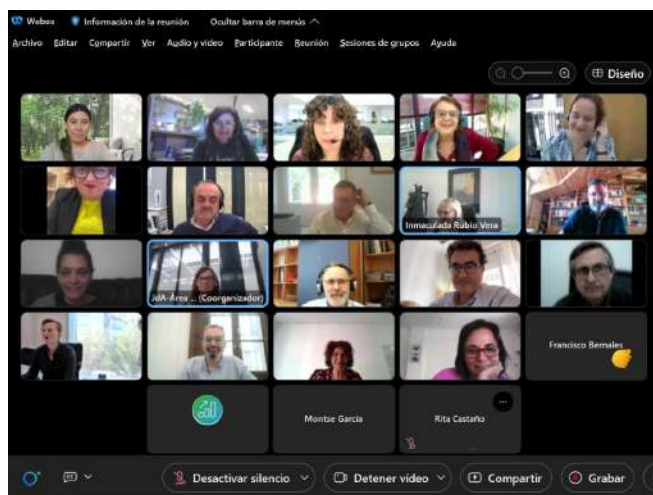 Webex Información de la reunión Ocultar barra de menús
Archivo Editar Compartir Ver Audio y vídeo Participante Reunión Sesiones de grupos Ayuda
Diseño
Inmaculada Rubio Vera
JdA-Área ... (Coorganizador)
Francisco Bernales
Montse García
Rita Castaño
Desactivar silencio Detener vídeo Compartir Grabar